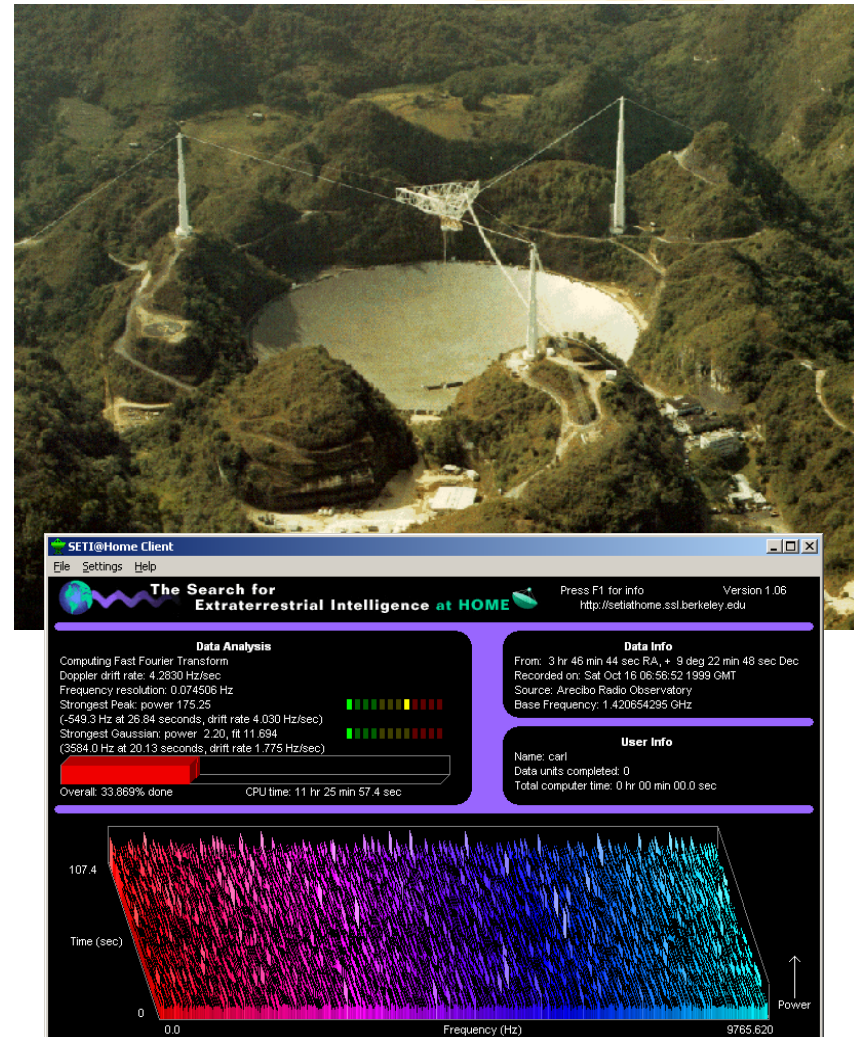 SETI@Home Client
File Settings Help
The Search for
Extraterrestrial Intelligence at HOME
Press F1 for info Version 1.06
http://setiathome.ssl.berkeley.edu
Data Analysis
Computing Fast Fourier Transform
Doppler drift rate: 4.2830 Hz/sec
Frequency resolution: 0.074506 Hz
Strongest Peak: power 175.25
(-549.3 Hz at 26.84 seconds, drift rate 4.030 Hz/sec)
Strongest Gaussian: power 2.20, fit 11.694
(3584.0 Hz at 20.13 seconds, drift rate 1.775 Hz/sec)
Overall: 33.869% done CPU time: 11 hr 25 min 57.4 sec
Data Info
From: 3 hr 46 min 44 sec RA, + 9 deg 22 min 48 sec Dec
Recorded on: Sat Oct 16 06:56:52 1999 GMT
Source: Arecibo Radio Observatory
Base Frequency: 1.420654295 GHz
User Info
Name: carl
Data units completed: 0
Total computer time: 0 hr 00 min 00.0 sec
107.4
Time (sec)
0
Power
0.0 Frequency (Hz) 9765.620